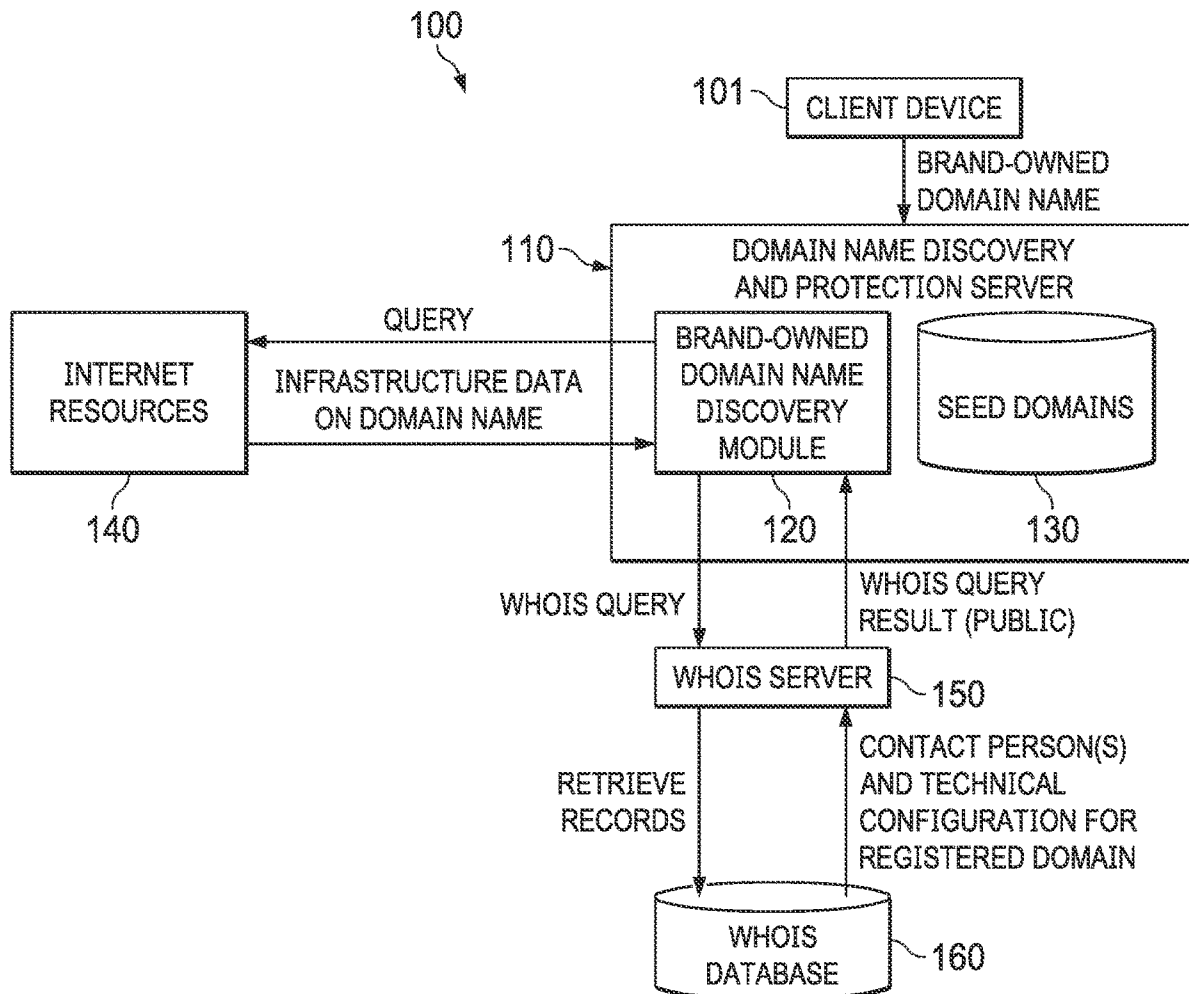 100
101
CLIENT DEVICE
BRAND-OWNED
DOMAIN NAME
110
DOMAIN NAME DISCOVERY
AND PROTECTION SERVER
QUERY
INTERNET
RESOURCES
INFRASTRUCTURE DATA
ON DOMAIN NAME
BRAND-OWNED
DOMAIN NAME
DISCOVERY
MODULE
SEED DOMAINS
140
120
130
WHOIS QUERY
WHOIS QUERY
RESULT (PUBLIC)
WHOIS SERVER
150
RETRIEVE
RECORDS
CONTACT PERSON(S)
AND TECHNICAL
CONFIGURATION FOR
REGISTERED DOMAIN
WHOIS
DATABASE
160